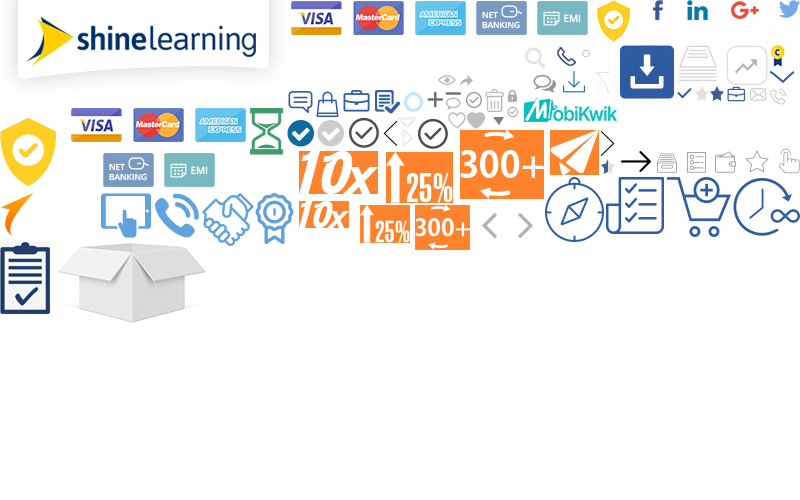 shinelearning
VISA
MasterCard
AMERICAN
EXPRESS
NET
BANKING
EMI
f
in
G+
C
MobiKwik
VISA
MasterCard
AMERICAN
EXPRESS
NET
BANKING
EMI
10x
25%
300+
10x
25%
300+
1